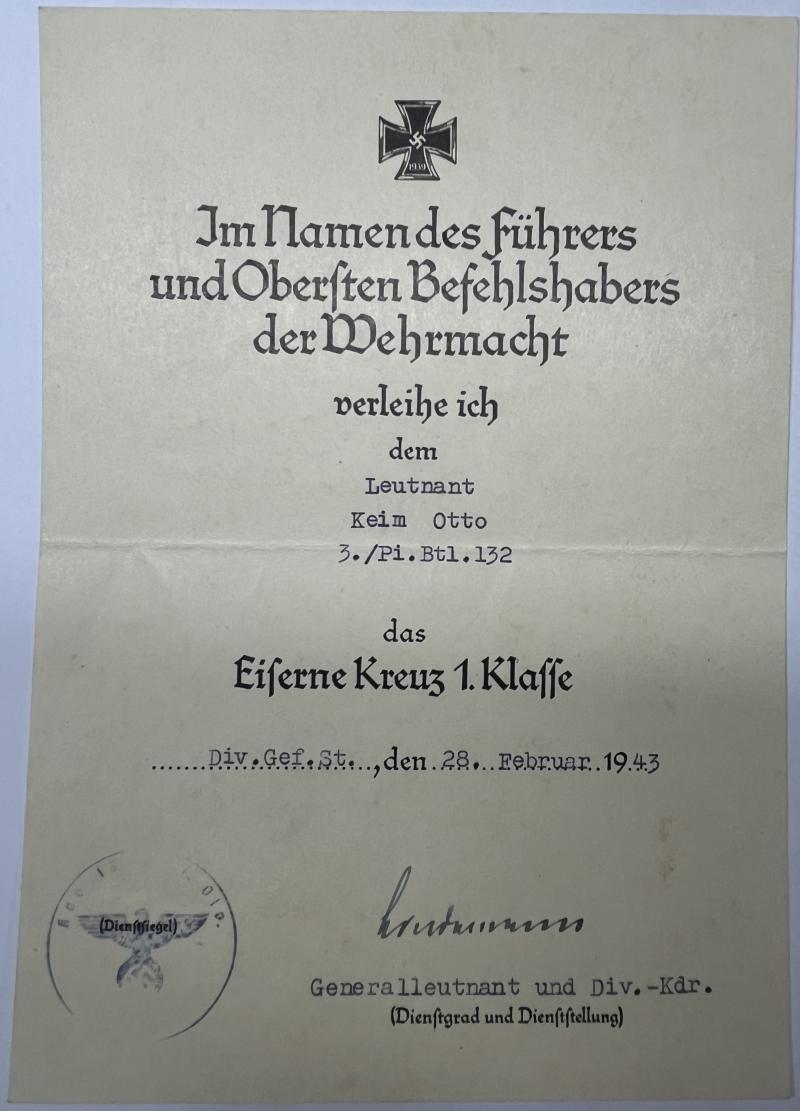 1939
Im Namen des Führers
und Obersten Befehlshabers
der Wehrmacht
verleihe ich
dem
Leutnant
Keim Otto
3./Pi.Btl.132
das
Eiserne Kreuz 1. Klasse
.......Div.Gef.St...,den.28..Februar.1943
(Dienstsiegel)
Generalleutnant und Div.-Kdr.
(Dienstgrad und Dienststellung)